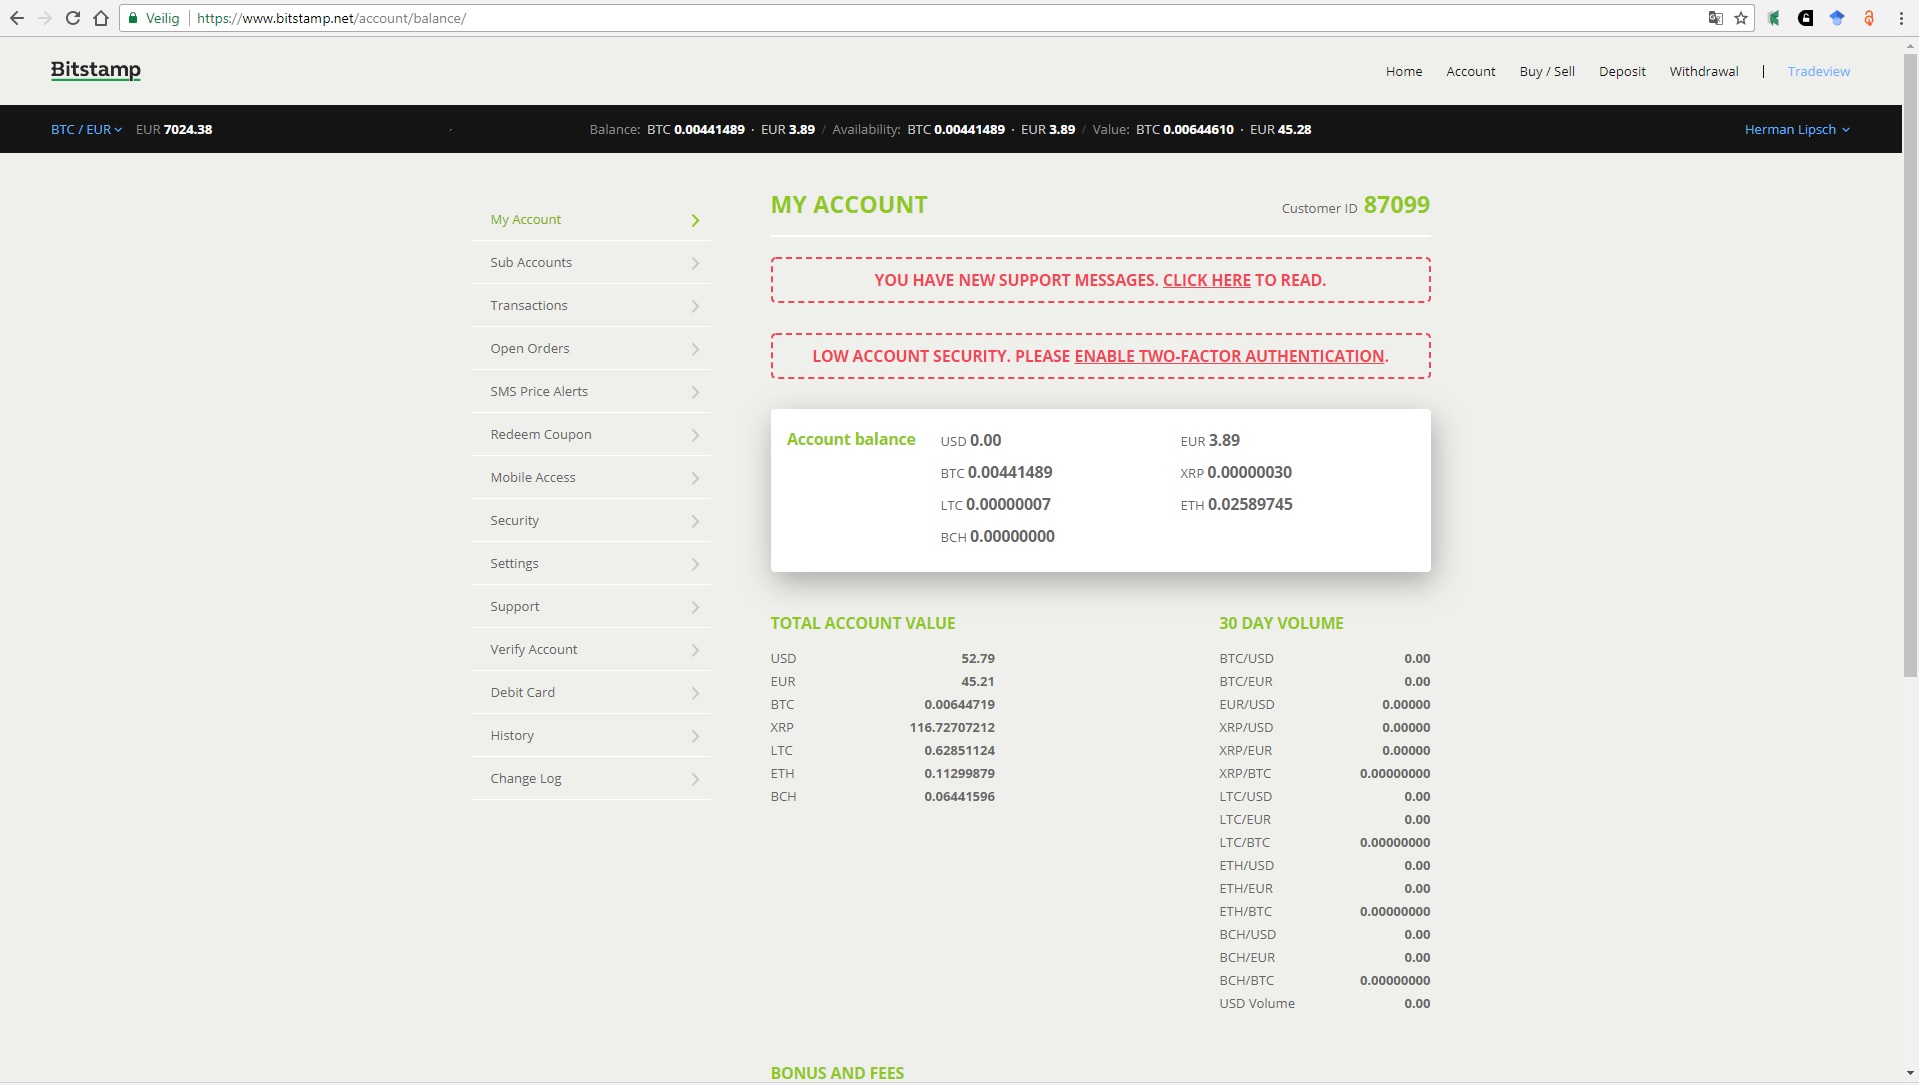 Veilig https://www.bitstamp.net/account/balance/
Bitstamp
Home Account Buy / Sell Deposit Withdrawal | Tradeview
BTC / EUR EUR 7024.38 Balance: BTC 0.00441489 · EUR 3.89 / Availability: BTC 0.00441489 · EUR 3.89 / Value: BTC 0.00644610 · EUR 45.28 Herman Lipsch
My Account
Sub Accounts
Transactions
Open Orders
SMS Price Alerts
Redeem Coupon
Mobile Access
Security
Settings
Support
Verify Account
Debit Card
History
Change Log
MY ACCOUNT Customer ID 87099
YOU HAVE NEW SUPPORT MESSAGES. CLICK HERE TO READ.
LOW ACCOUNT SECURITY. PLEASE ENABLE TWO-FACTOR AUTHENTICATION.
Account balance USD 0.00 EUR 3.89
BTC 0.00441489 XRP 0.00000030
LTC 0.00000007 ETH 0.02589745
BCH 0.00000000
TOTAL ACCOUNT VALUE
USD 52.79
EUR 45.21
BTC 0.00644719
XRP 116.72707212
LTC 0.62851124
ETH 0.11299879
BCH 0.06441596
30 DAY VOLUME
BTC/USD 0.00
BTC/EUR 0.00
EUR/USD 0.00000
XRP/USD 0.00000
XRP/EUR 0.00000
XRP/BTC 0.00000000
LTC/USD 0.00
LTC/EUR 0.00
LTC/BTC 0.00000000
ETH/USD 0.00
ETH/EUR 0.00
ETH/BTC 0.00000000
BCH/USD 0.00
BCH/EUR 0.00
BCH/BTC 0.00000000
USD Volume 0.00
BONUS AND FEES